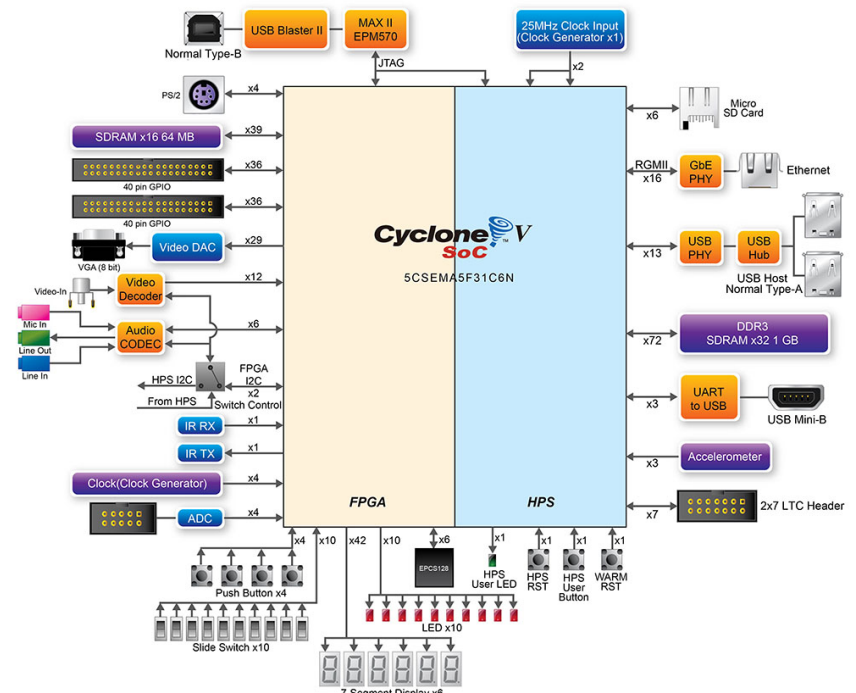 Normal Type-B
USB Blaster II
MAX II
EPM570
25MHz Clock Input
(Clock Generator x1)
JTAG
x2
PS/2
x4
x6
Micro
SD Card
SDRAM x16 64 MB
x39
x36
40 pin GPIO
RGMII
x16
GbE
PHY
Ethernet
x36
40 pin GPIO
Cyclone V
SoC
TM
5CSEMA5F31C6N
VGA (8 bit)
Video DAC
x29
x13
USB
PHY
USB
Hub
USB Host
Normal Type-A
Video-In
Video
Decoder
x12
Mic In
Line Out
Line In
Audio
CODEC
x6
x72
DDR3
SDRAM x32 1 GB
HPS I2C
From HPS
FPGA
I2C
x2
Switch Control
x3
UART
to USB
USB Mini-B
IR RX
x1
IR TX
x1
x3
Accelerometer
Clock(Clock Generator)
x4
ADC
x4
FPGA
HPS
x7
2x7 LTC Header
x4
x10
x42
x10
x6
x1
x1
x1
x1
Push Button x4
EPCS128
HPS
User LED
HPS
RST
HPS
User
Button
WARM
RST
Slide Switch x10
LED x10
7-Segment Display x6